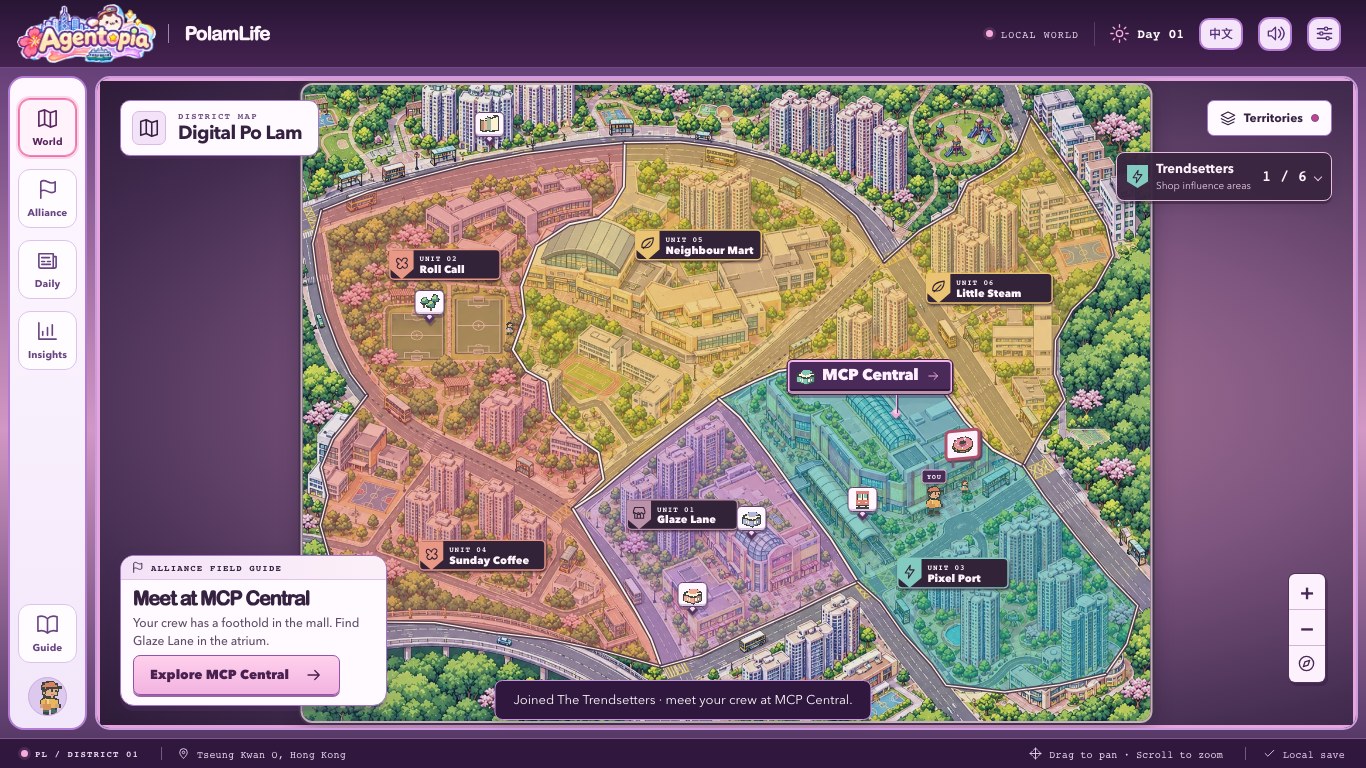 Agentopia
PolamLife
LOCAL WORLD
Day 01
中文
World
Alliance
Daily
Insights
Guide
DISTRICT MAP
Digital Po Lam
Territories
Trendsetters
Shop influence areas
1 / 6
UNIT 02
Roll Call
UNIT 05
Neighbour Mart
UNIT 06
Little Steam
MCP Central →
YOU
UNIT 01
Glaze Lane
UNIT 04
Sunday Coffee
UNIT 03
Pixel Port
ALLIANCE FIELD GUIDE
Meet at MCP Central
Your crew has a foothold in the mall. Find
Glaze Lane in the atrium.
Explore MCP Central →
Joined The Trendsetters · meet your crew at MCP Central.
+
−
PL / DISTRICT 01
Tseung Kwan O, Hong Kong
Drag to pan · Scroll to zoom
Local save